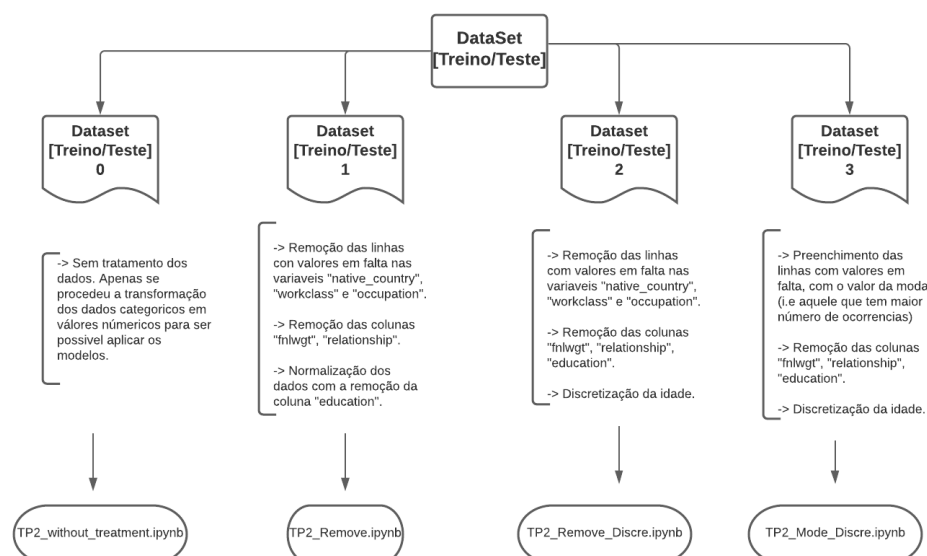 DataSet
[Treino/Teste]
Dataset
[Treino/Teste]
0
Dataset
[Treino/Teste]
1
Dataset
[Treino/Teste]
2
Dataset
[Treino/Teste]
3
-> Sem tratamento dos
dados. Apenas se
procedeu a transformação
dos dados categoricos em
válores númericos para ser
possivel aplicar os
modelos.
-> Remoção das linhas
con valores em falta nas
variaveis "native_country",
"workclass" e "occupation".
-> Remoção das colunas
"fnlwgt", "relationship".
-> Normalização dos
dados com a remoção da
coluna "education".
-> Remoção das linhas
com valores em falta nas
variaveis "native_country",
"workclass" e "occupation".
-> Remoção das colunas
"fnlwgt", "relationship",
"education".
-> Discretização da idade.
-> Preenchimento das
linhas com valores em
falta, com o valor da moda
(i.e aquele que tem maior
número de ocorrencias)
-> Remoção das colunas
"fnlwgt", "relationship",
"education".
-> Discretização da idade.
TP2_without_treatment.ipynb
TP2_Remove.ipynb
TP2_Remove_Discre.ipynb
TP2_Mode_Discre.ipynb